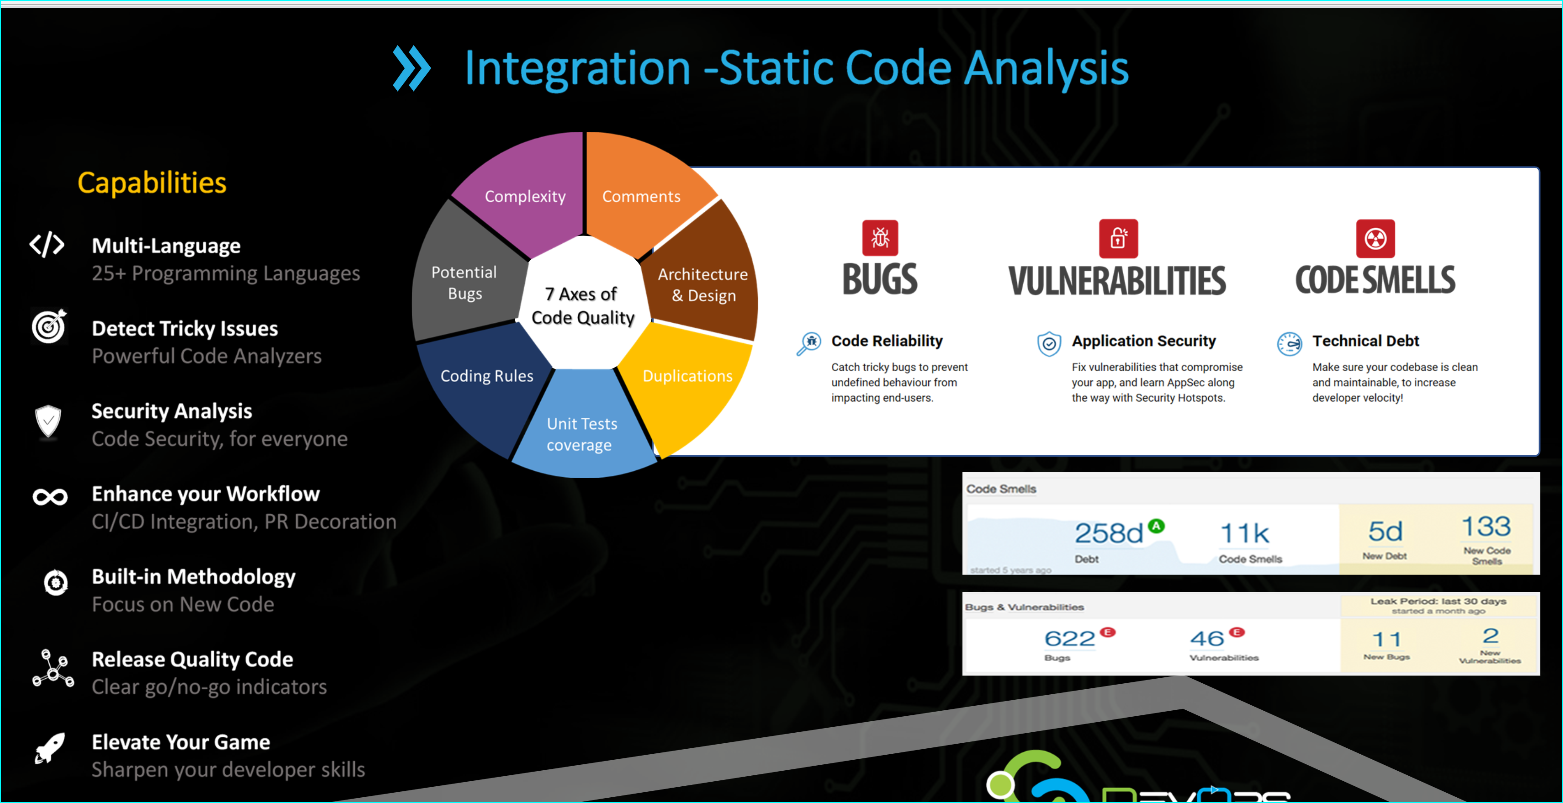 Integration -Static Code Analysis
Capabilities
Multi-Language
25+ Programming Languages
Detect Tricky Issues
Powerful Code Analyzers
Security Analysis
Code Security, for everyone
Enhance your Workflow
CI/CD Integration, PR Decoration
Built-in Methodology
Focus on New Code
Release Quality Code
Clear go/no-go indicators
Elevate Your Game
Sharpen your developer skills
Complexity
Comments
Potential
Bugs
Architecture
& Design
7 Axes of
Code Quality
Coding Rules
Duplications
Unit Tests
coverage
BUGS
Code Reliability
Catch tricky bugs to prevent
undefined behaviour from
impacting end-users.
VULNERABILITIES
Application Security
Fix vulnerabilities that compromise
your app, and learn AppSec along
the way with Security Hotspots.
CODE SMELLS
Technical Debt
Make sure your codebase is clean
and maintainable, to increase
developer velocity!
Code Smells
258d A
Debt
11k
Code Smells
5d
New Debt
133
New Code
Smells
started 5 years ago
Bugs & Vulnerabilities
Leak Period: last 30 days
started a month ago
622 E
Bugs
46 E
Vulnerabilities
11
New Bugs
2
New
Vulnerabilities
DEVOPS